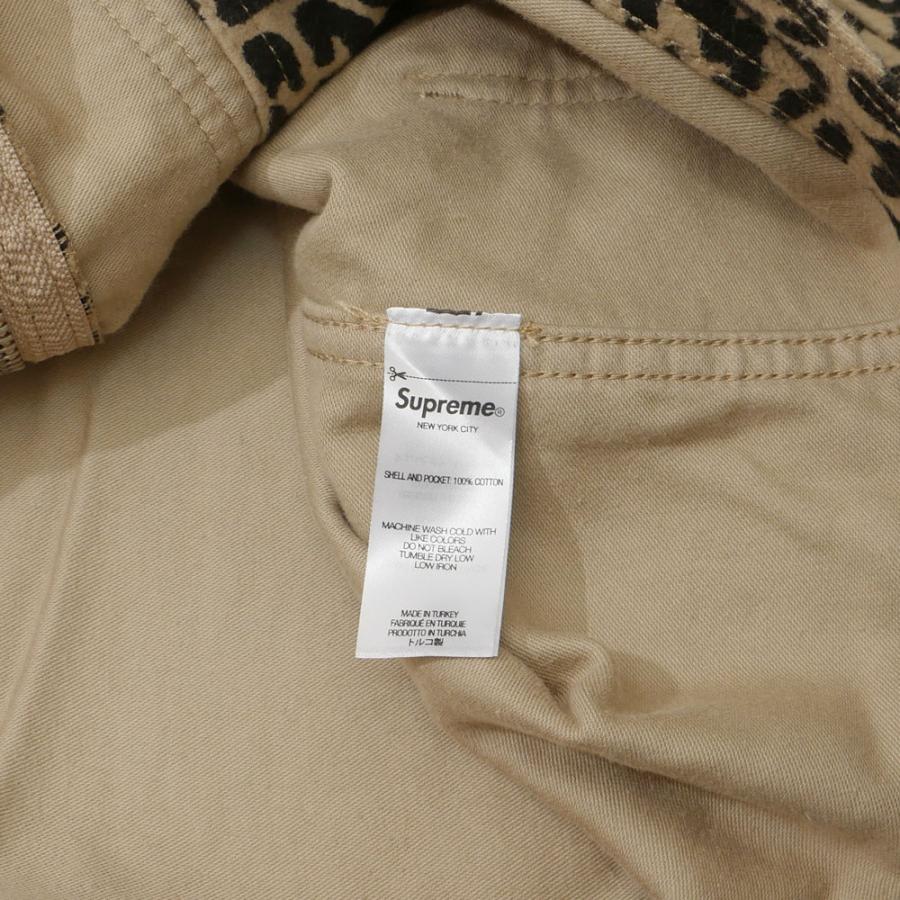 Supreme®
NEW YORK CITY
SHELL AND POCKET: 100% COTTON
MACHINE WASH COLD WITH
LIKE COLORS
DO NOT BLEACH
TUMBLE DRY LOW
LOW IRON
MADE IN TURKEY
FABRIQUÉ EN TURQUIE
PRODOTTO IN TURCHIA
トルコ製